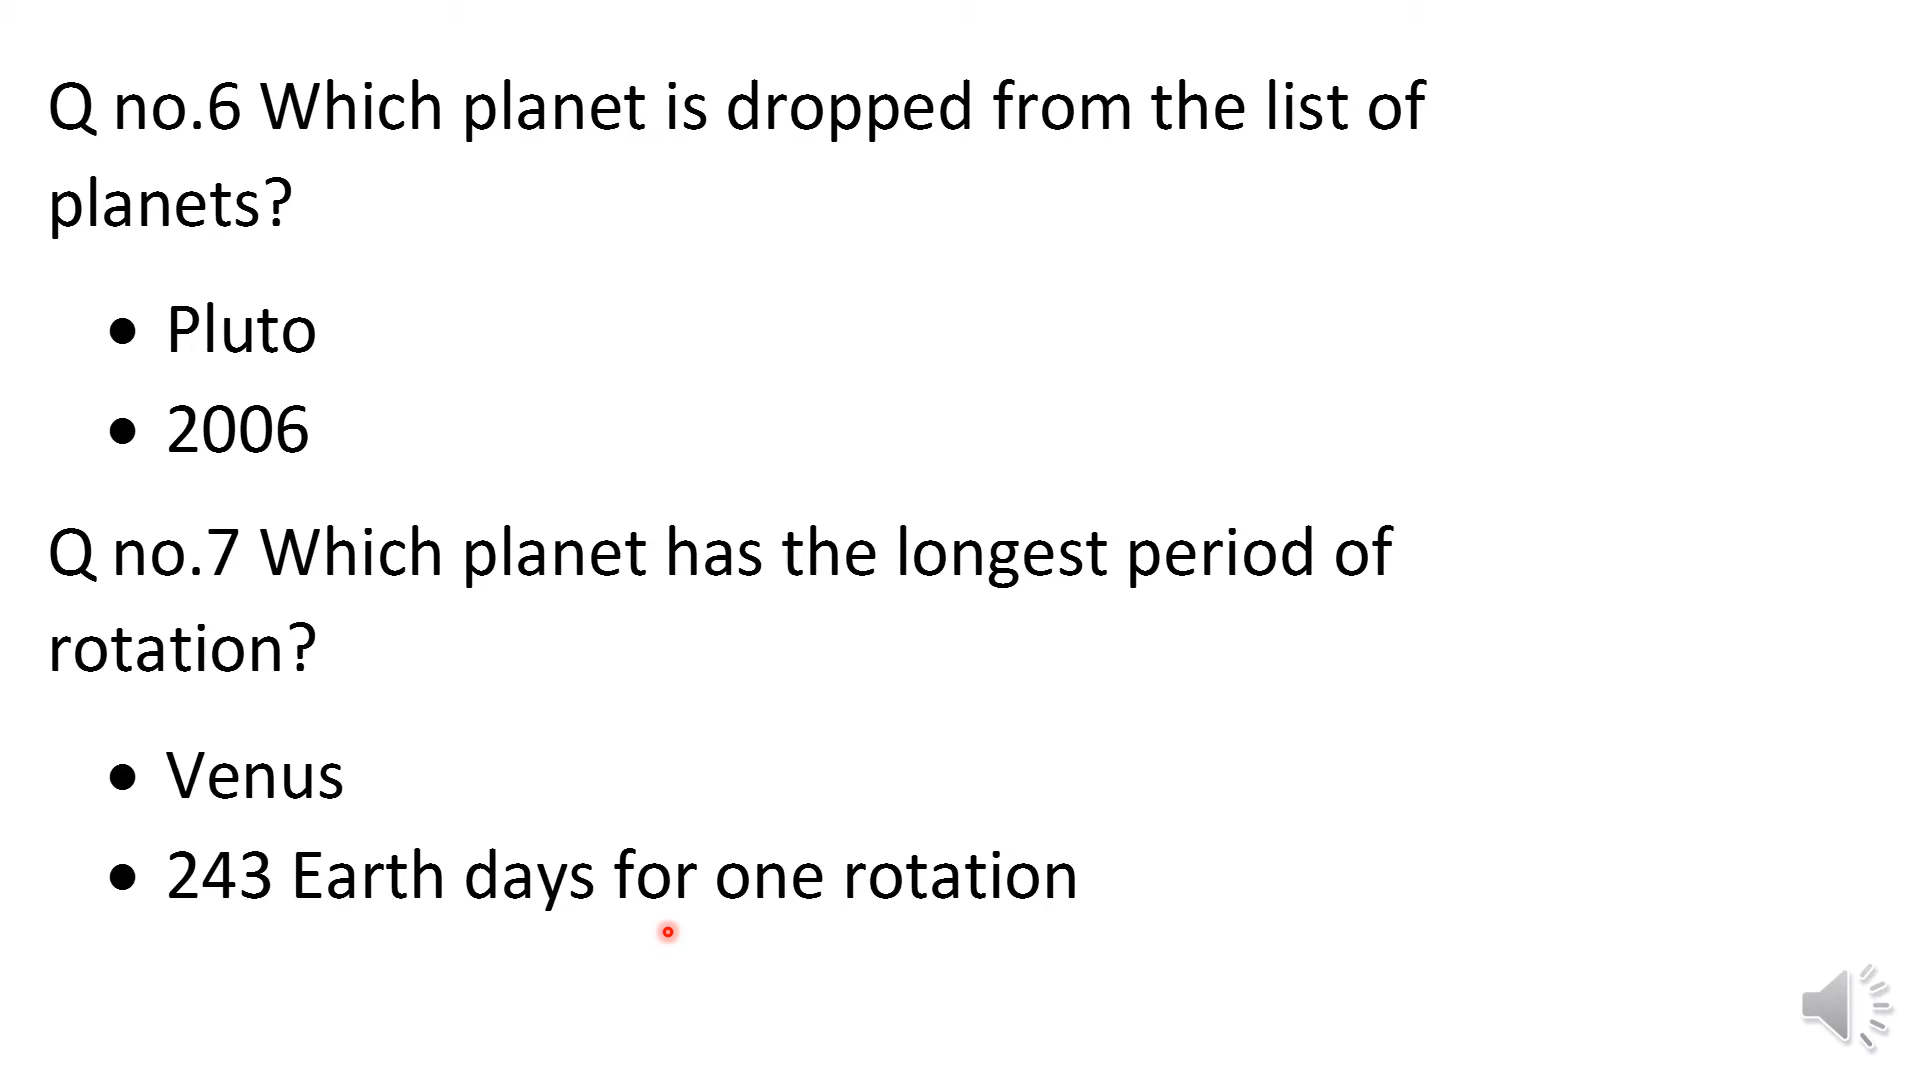 Q no.6 Which planet is dropped from the list of
planets?
• Pluto
• 2006
Q no.7 Which planet has the longest period of
rotation?
• Venus
• 243 Earth days for one rotation